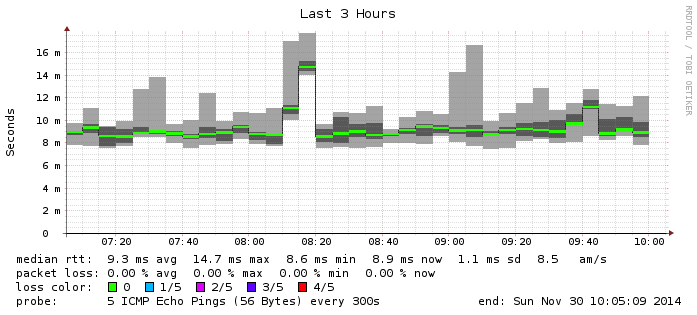 Last 3 Hours
RRDTOOL / TOBI OETIKER
Seconds
16 m
14 m
12 m
10 m
8 m
6 m
4 m
2 m
0
07:20 07:40 08:00 08:20 08:40 09:00 09:20 09:40 10:00
median rtt: 9.3 ms avg 14.7 ms max 8.6 ms min 8.9 ms now 1.1 ms sd 8.5 am/s
packet loss: 0.00 % avg 0.00 % max 0.00 % min 0.00 % now
loss color: 0 1/5 2/5 3/5 4/5
probe: 5 ICMP Echo Pings (56 Bytes) every 300s end: Sun Nov 30 10:05:09 2014